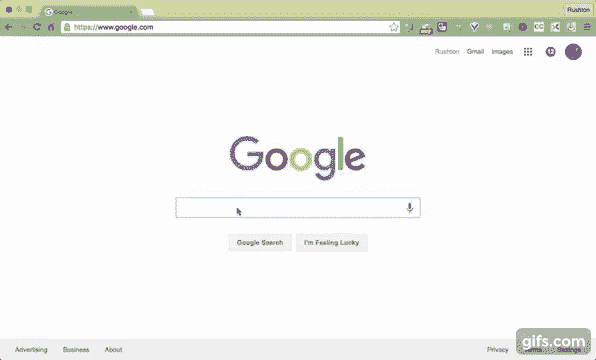 Google
Rushton
https://www.google.com
Rushton Gmail Images
Google
Google Search I'm Feeling Lucky
Advertising Business About
Privacy Terms Settings
gifs.com